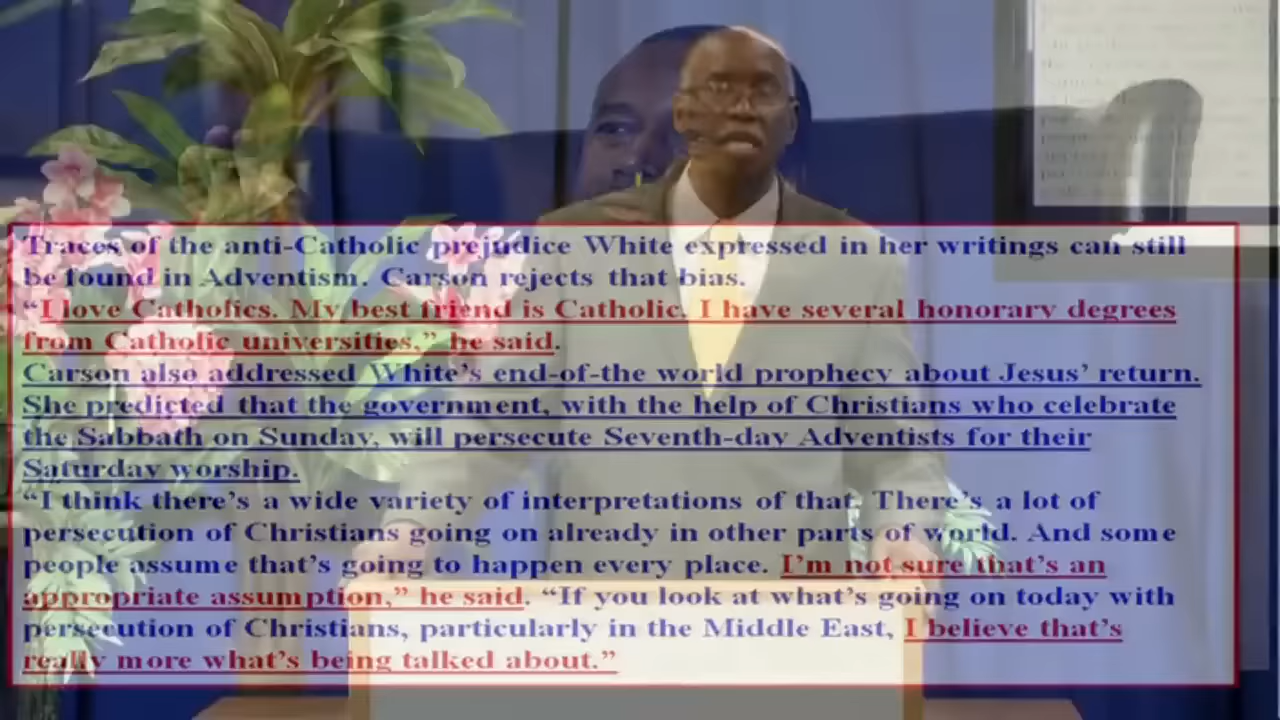 Traces of the anti-Catholic prejudice White expressed in her writings can still
be found in Adventism. Carson rejects that bias.
“I love Catholics. My best friend is Catholic. I have several honorary degrees
from Catholic universities,” he said.
Carson also addressed White’s end-of-the world prophecy about Jesus’ return.
She predicted that the government, with the help of Christians who celebrate
the Sabbath on Sunday, will persecute Seventh-day Adventists for their
Saturday worship.
“I think there’s a wide variety of interpretations of that. There’s a lot of
persecution of Christians going on already in other parts of world. And some
people assume that’s going to happen every place. I’m not sure that’s an
appropriate assumption,” he said. “If you look at what’s going on today with
persecution of Christians, particularly in the Middle East, I believe that’s
really more what’s being talked about.”